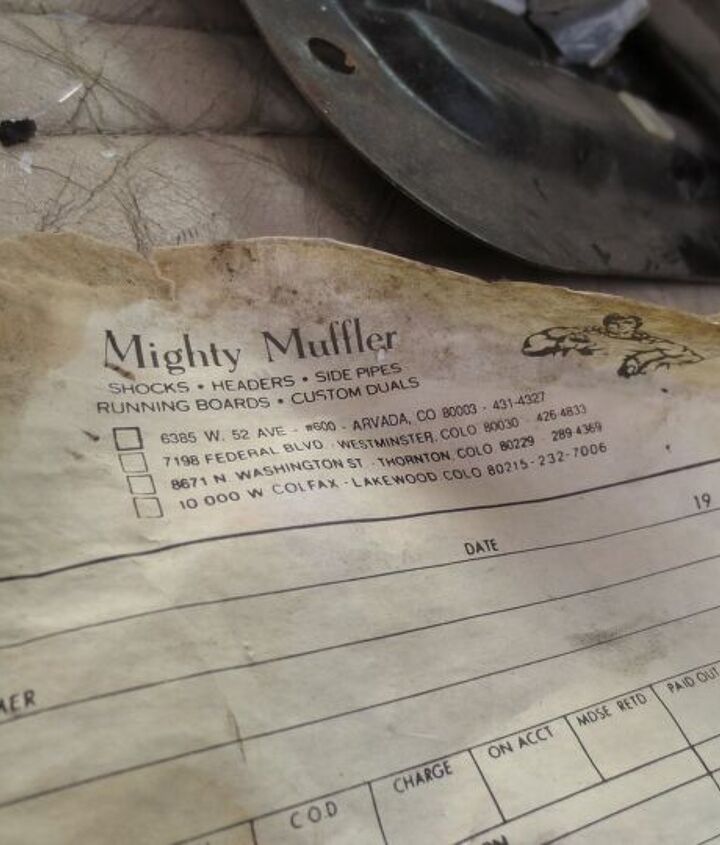 Mighty Muffler
SHOCKS • HEADERS • SIDE PIPES
RUNNING BOARDS • CUSTOM DUALS
6385 W. 52 AVE - #600 - ARVADA, CO 80003 - 431-4327
7198 FEDERAL BLVD - WESTMINSTER, COLO 80030 426-4833
8671 N WASHINGTON ST - THORNTON COLO 80229 289-4369
10 000 W COLFAX - LAKEWOOD COLO 80215 - 232-7006
19
DATE
MER
C.O.D CHARGE ON ACCT MDSE RETD PAID OUT